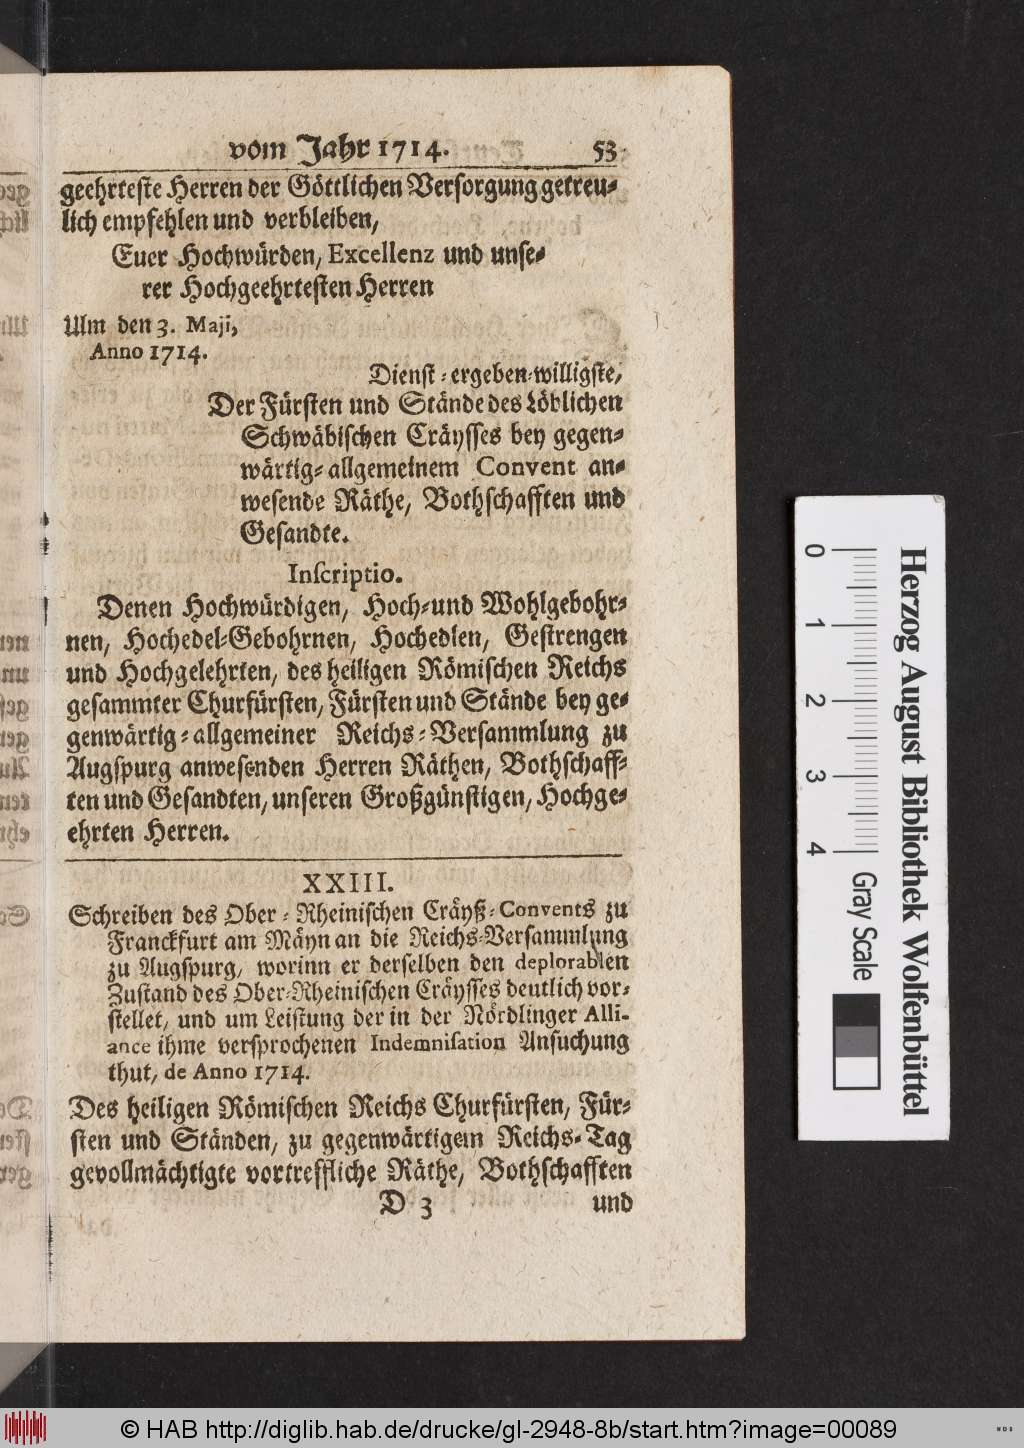 vom Jahr 1714. 53
geehrteste Herren der Göttlichen Versorgung getreu-
lich empfehlen und verbleiben,
Euer Hochwürden, Excellenz und unse-
rer Hochgeehrtesten Herren
Ulm den 3. Maji,
Anno 1714.
Dienst-ergeben-willigste,
Der Fürsten und Stände des Löblichen
Schwäbischen Cräysses bey gegen-
wärtig-allgemeinem Convent an-
wesende Räthe, Bothschafften und
Gesandte.
Inscriptio.
Denen Hochwürdigen, Hoch-und Wohlgebohr-
nen, Hochedel-Gebohrnen, Hochedlen, Gestrengen
und Hochgelehrten, des heiligen Römischen Reichs
gesammter Churfürsten, Fürsten und Stände bey ge-
genwärtig-allgemeiner Reichs-Versammlung zu
Augspurg anwesenden Herren Räthen, Bothschaff-
ten und Gesandten, unseren Großgünstigen, Hochge-
ehrten Herren.
XXIII.
Schreiben des Ober-Rheinischen Cräyß-Convents zu
Franckfurt am Mäyn an die Reichs-Versammlung
zu Augspurg, worinn er derselben den deplorablen
Zustand des Ober-Rheinischen Cräysses deutlich vor-
stellet, und um Leistung der in der Nördlinger Alli-
ance ihme versprochenen Indemnisation Ansuchung
thut, de Anno 1714.
Des heiligen Römischen Reichs Churfürsten, Für-
sten und Ständen, zu gegenwärtigem Reichs-Tag
gevollmächtigte vortreffliche Räthe, Bothschafften
D 3 und
0 1 2 3 4
Herzog August Bibliothek Wolfenbüttel
Gray Scale
© HAB http://diglib.hab.de/drucke/gl-2948-8b/start.htm?image=00089